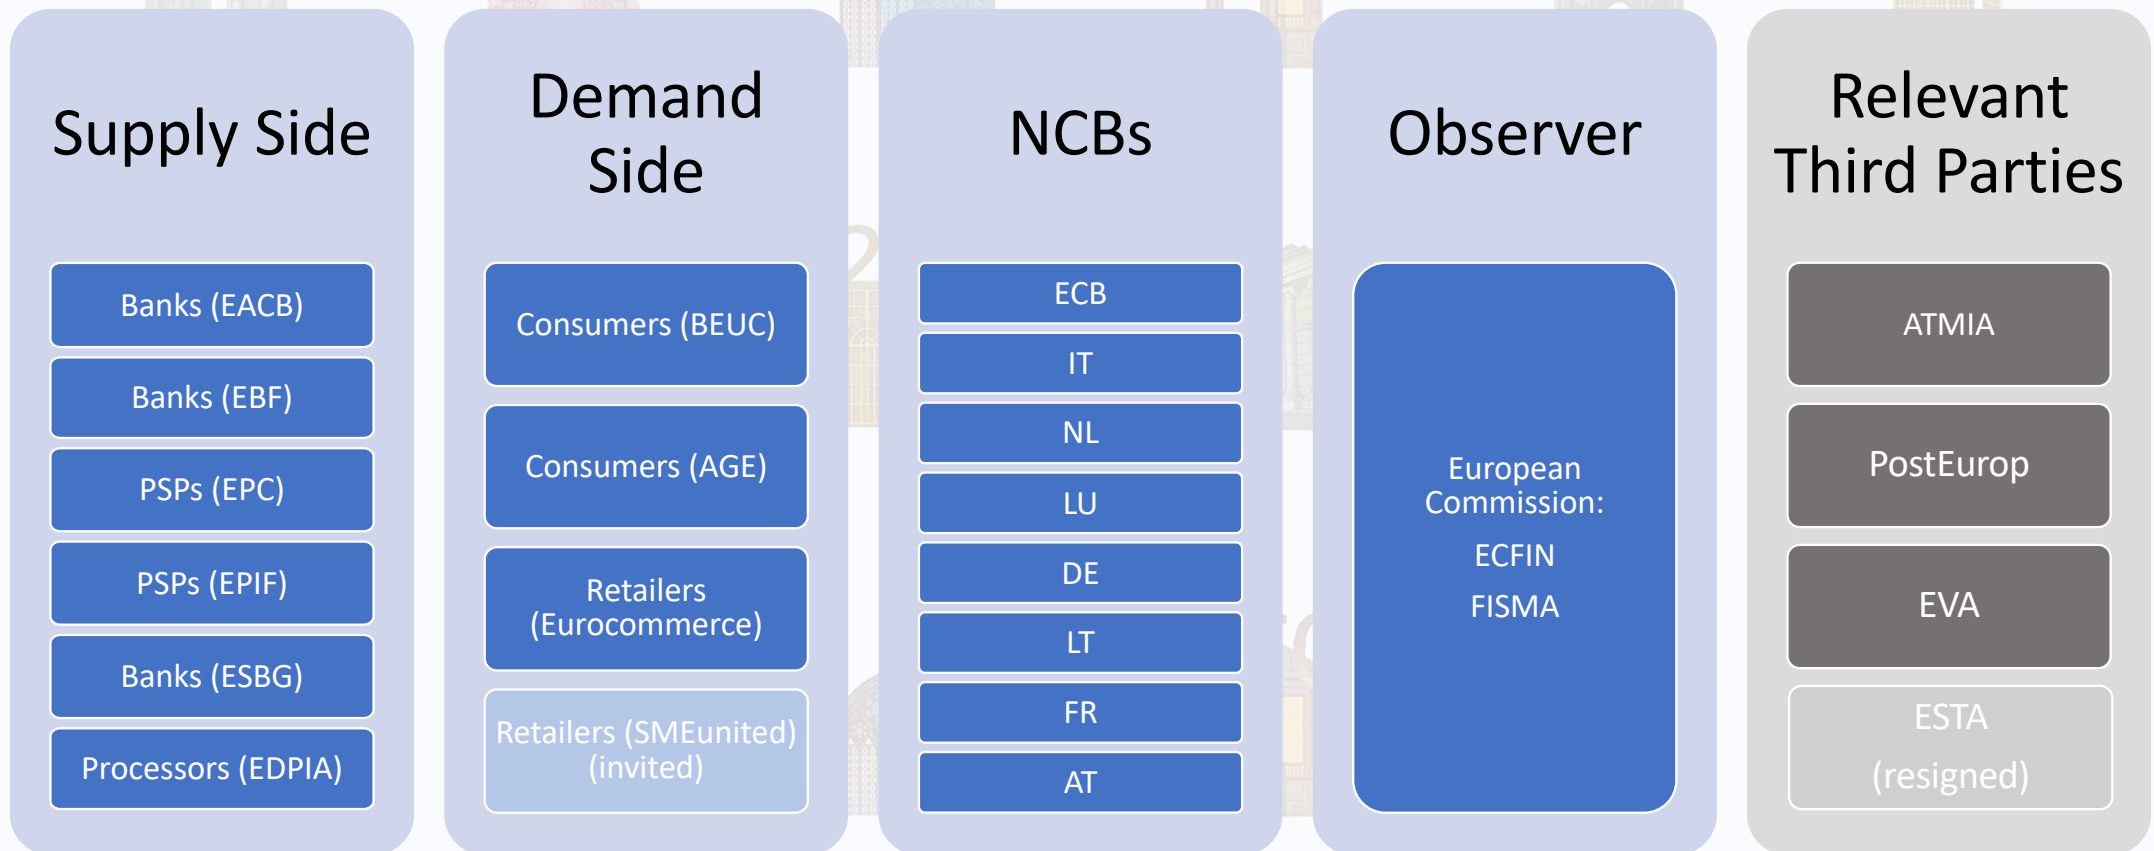 Supply Side
Banks (EACB)
Banks (EBF)
PSPs (EPC)
PSPs (EPIF)
Banks (ESBG)
Processors (EDPIA)
Demand
Side
Consumers (BEUC)
Consumers (AGE)
Retailers
(Eurocommerce)
Retailers (SMEunited)
(invited)
NCBs
ECB
IT
NL
LU
DE
LT
FR
AT
Observer
European
Commission:
ECFIN
FISMA
Relevant
Third Parties
ATMIA
PostEurop
EVA
ESTA
(resigned)